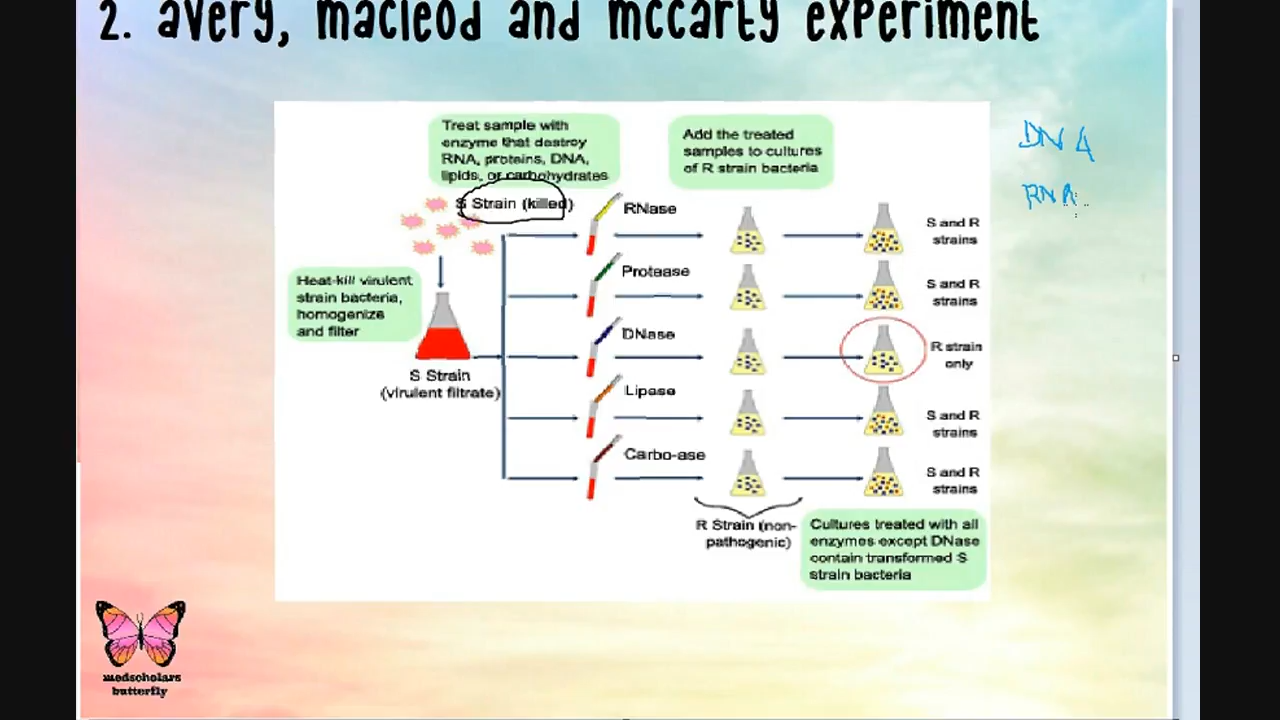 2. avery, macleod and mccarty experiment
Treat sample with
enzyme that destroy
RNA, proteins, DNA,
lipids, or carbohydrates
Add the treated
samples to cultures
of R strain bacteria
DNA
RNA
S Strain (killed)
RNase
S and R
strains
Heat-kill virulent
strain bacteria,
homogenize
and filter
Protease
S and R
strains
DNase
R strain
only
S Strain
(virulent filtrate)
Lipase
S and R
strains
Carbo-ase
S and R
strains
R Strain (non-
pathogenic)
Cultures treated with all
enzymes except DNase
contain transformed S
strain bacteria
medscholars
butterfly